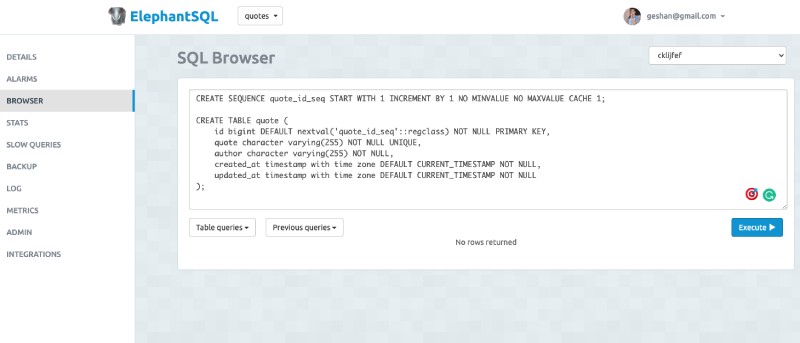 ElephantSQL
quotes
geshan@gmail.com
DETAILS
ALARMS
BROWSER
STATS
SLOW QUERIES
BACKUP
LOG
METRICS
ADMIN
INTEGRATIONS
SQL Browser
cklijfef
CREATE SEQUENCE quote_id_seq START WITH 1 INCREMENT BY 1 NO MINVALUE NO MAXVALUE CACHE 1;
CREATE TABLE quote (
id bigint DEFAULT nextval('quote_id_seq'::regclass) NOT NULL PRIMARY KEY,
quote character varying(255) NOT NULL UNIQUE,
author character varying(255) NOT NULL,
created_at timestamp with time zone DEFAULT CURRENT_TIMESTAMP NOT NULL,
updated_at timestamp with time zone DEFAULT CURRENT_TIMESTAMP NOT NULL
);
Table queries
Previous queries
Execute
No rows returned